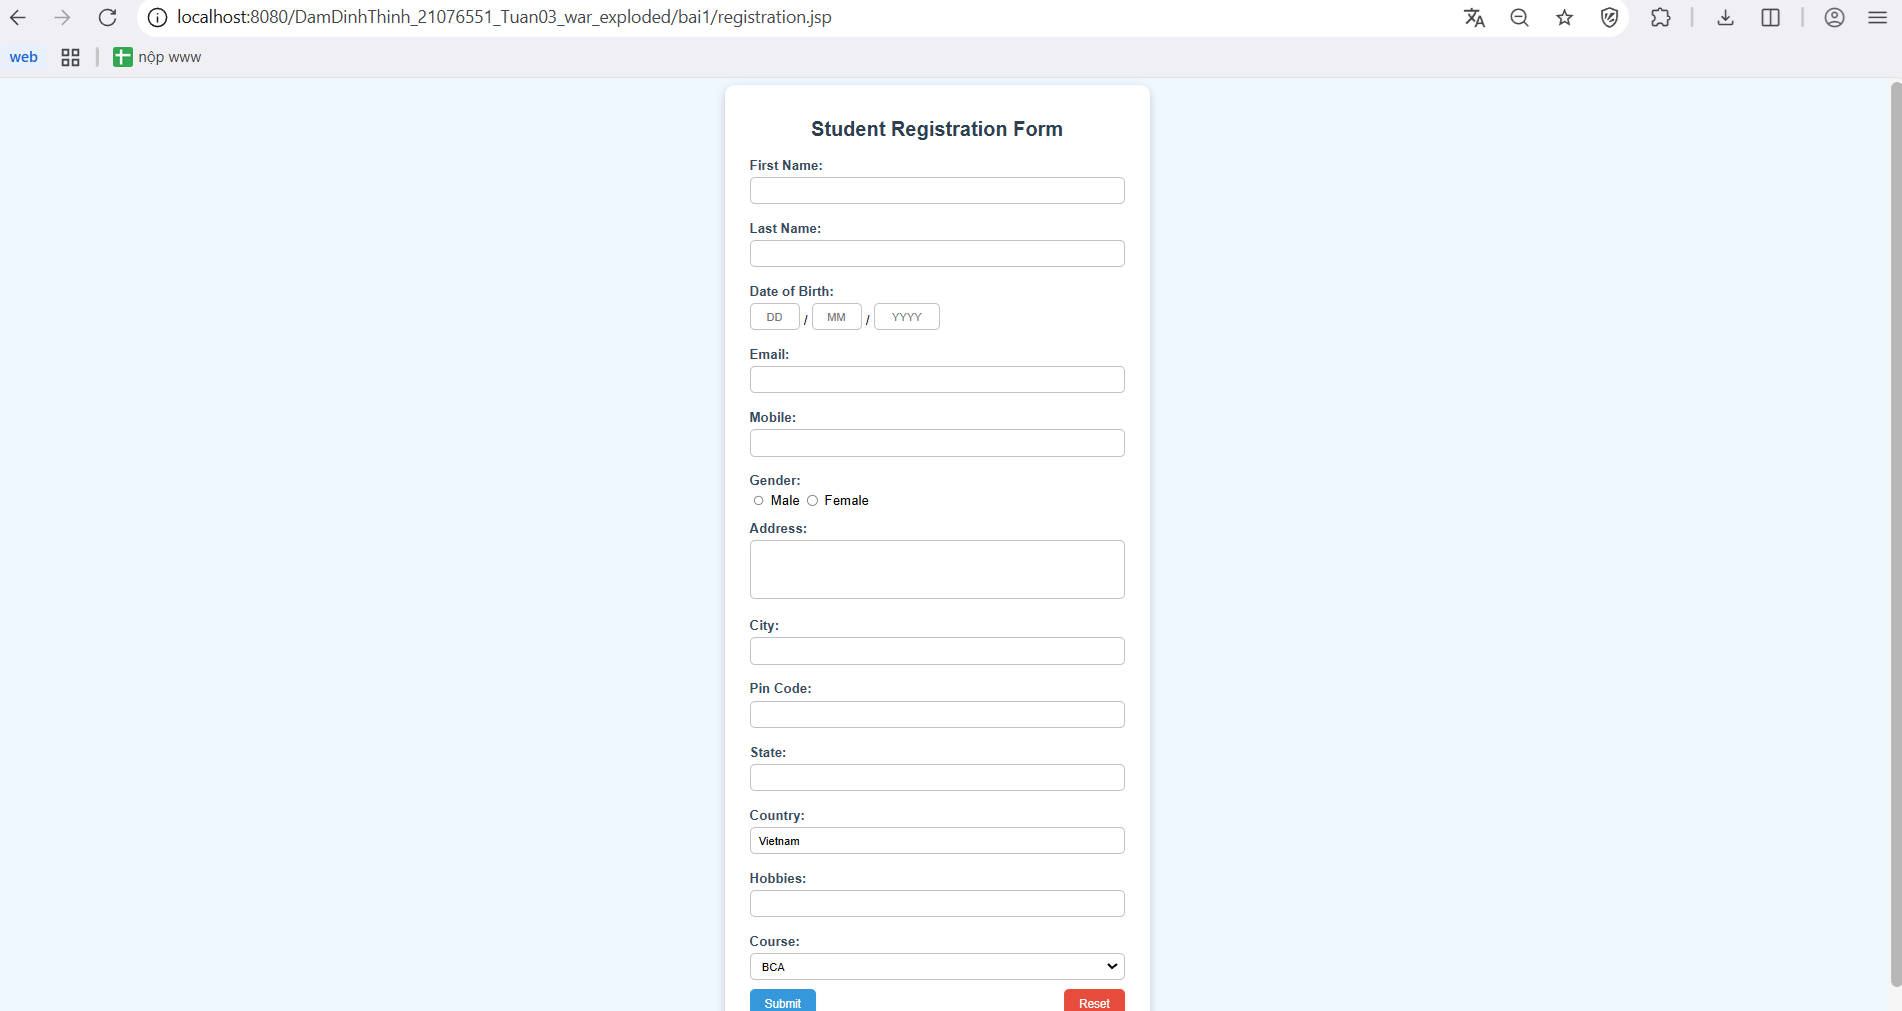 localhost:8080/DamDinhThinh_21076551_Tuan03_war_exploded/bai1/registration.jsp
web nộp www
Student Registration Form
First Name:
Last Name:
Date of Birth:
DD / MM / YYYY
Email:
Mobile:
Gender:
Male Female
Address:
City:
Pin Code:
State:
Country:
Vietnam
Hobbies:
Course:
BCA
Submit Reset